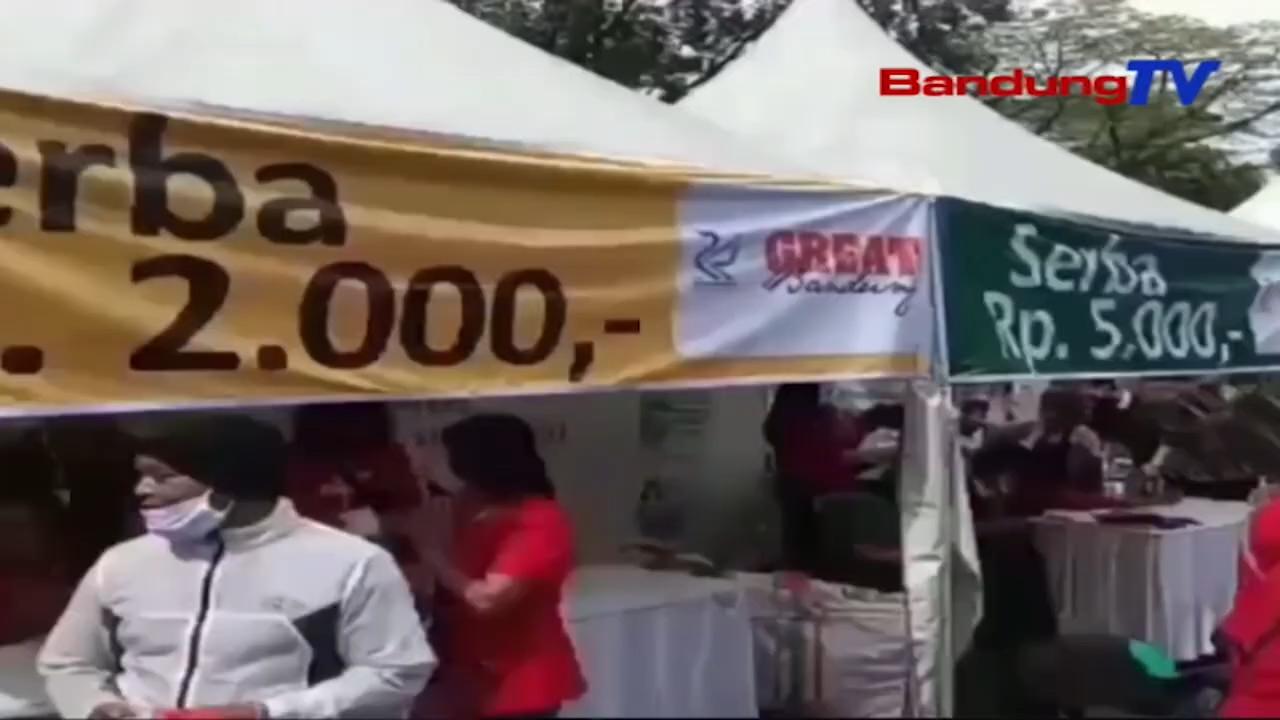 BandungTV
erba
. 2.000,-
GREAT
Bandung
Serba
Rp. 5.000,-